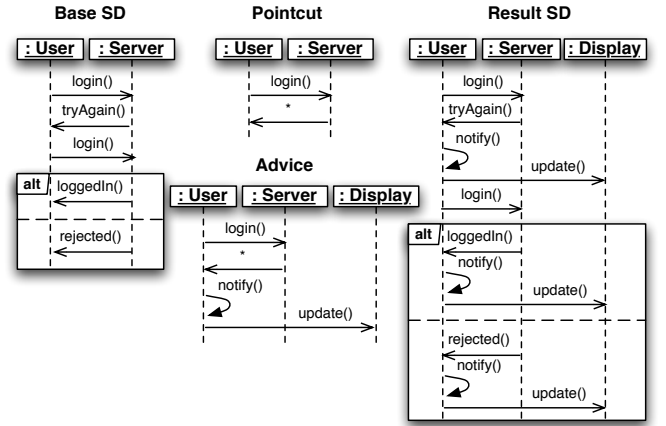 Base SD
: User : Server
login()
tryAgain()
login()
alt
loggedIn()
rejected()
Pointcut
: User : Server
login()
*
Advice
: User : Server : Display
login()
*
notify()
update()
Result SD
: User : Server : Display
login()
tryAgain()
notify()
update()
login()
alt
loggedIn()
notify()
update()
rejected()
notify()
update()